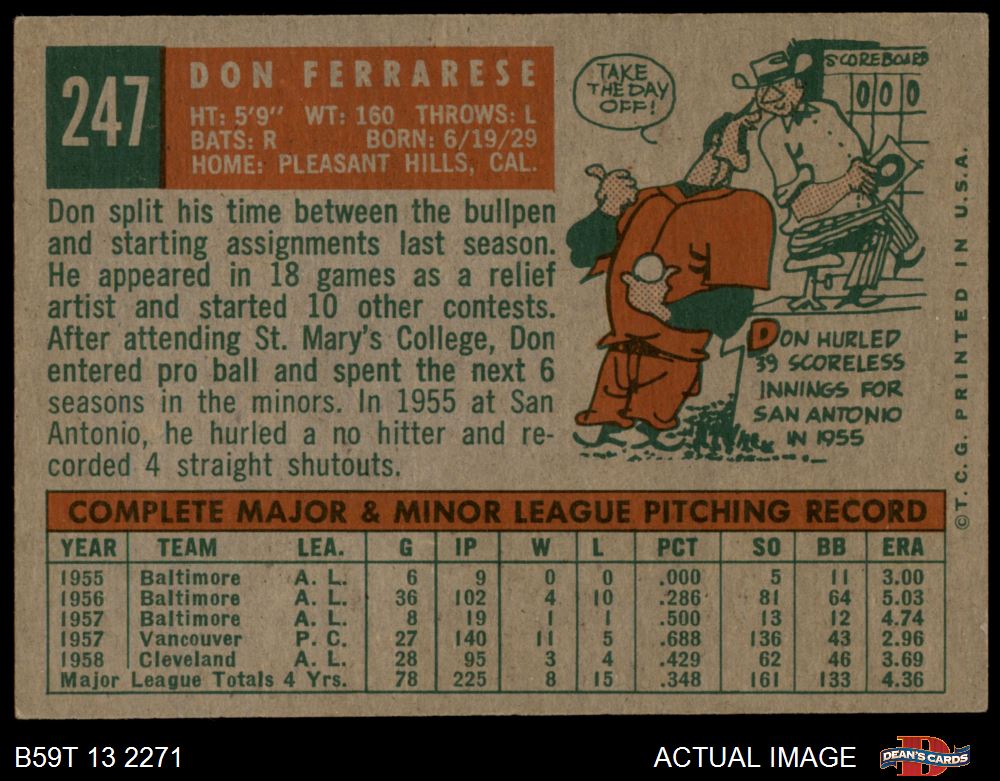 247
DON FERRARESE
HT: 5'9" WT: 160 THROWS: L
BATS: R BORN: 6/19/29
HOME: PLEASANT HILLS, CAL.
Don split his time between the bullpen
and starting assignments last season.
He appeared in 18 games as a relief
artist and started 10 other contests.
After attending St. Mary's College, Don
entered pro ball and spent the next 6
seasons in the minors. In 1955 at San
Antonio, he hurled a no hitter and re-
corded 4 straight shutouts.
TAKE
THE DAY
OFF!
SCOREBOARD
0 0 0
DON HURLED
39 SCORELESS
INNINGS FOR
SAN ANTONIO
IN 1955
©T. C. G. PRINTED IN U.S.A.
COMPLETE MAJOR & MINOR LEAGUE PITCHING RECORD
YEAR TEAM LEA. G IP W L PCT SO BB ERA
1955 Baltimore A. L. 6 9 0 0 .000 5 11 3.00
1956 Baltimore A. L. 36 102 4 10 .286 81 64 5.03
1957 Baltimore A. L. 8 19 1 1 .500 13 12 4.74
1957 Vancouver P. C. 27 140 11 5 .688 136 43 2.96
1958 Cleveland A. L. 28 95 3 4 .429 62 46 3.69
Major League Totals 4 Yrs. 78 225 8 15 .348 161 133 4.36
B59T 13 2271
ACTUAL IMAGE
DEAN'S CARDS